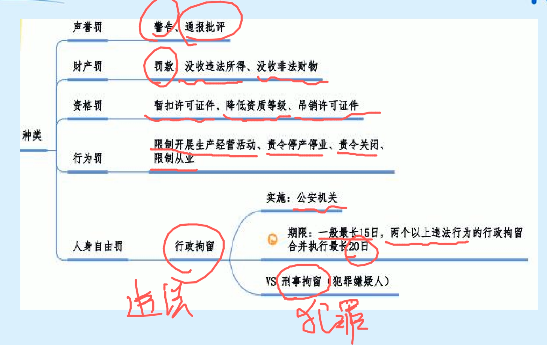 种类
声誉罚
警告、通报批评
财产罚
罚款、没收违法所得、没收非法财物
资格罚
暂扣许可证件、降低资质等级、吊销许可证件
行为罚
限制开展生产经营活动、责令停产停业、责令关闭、
限制从业
人身自由罚
行政拘留
实施：公安机关
期限：一般最长15日，两个以上违法行为的行政拘留
合并执行最长20日
VS 刑事拘留（犯罪嫌疑人）
违法
犯罪